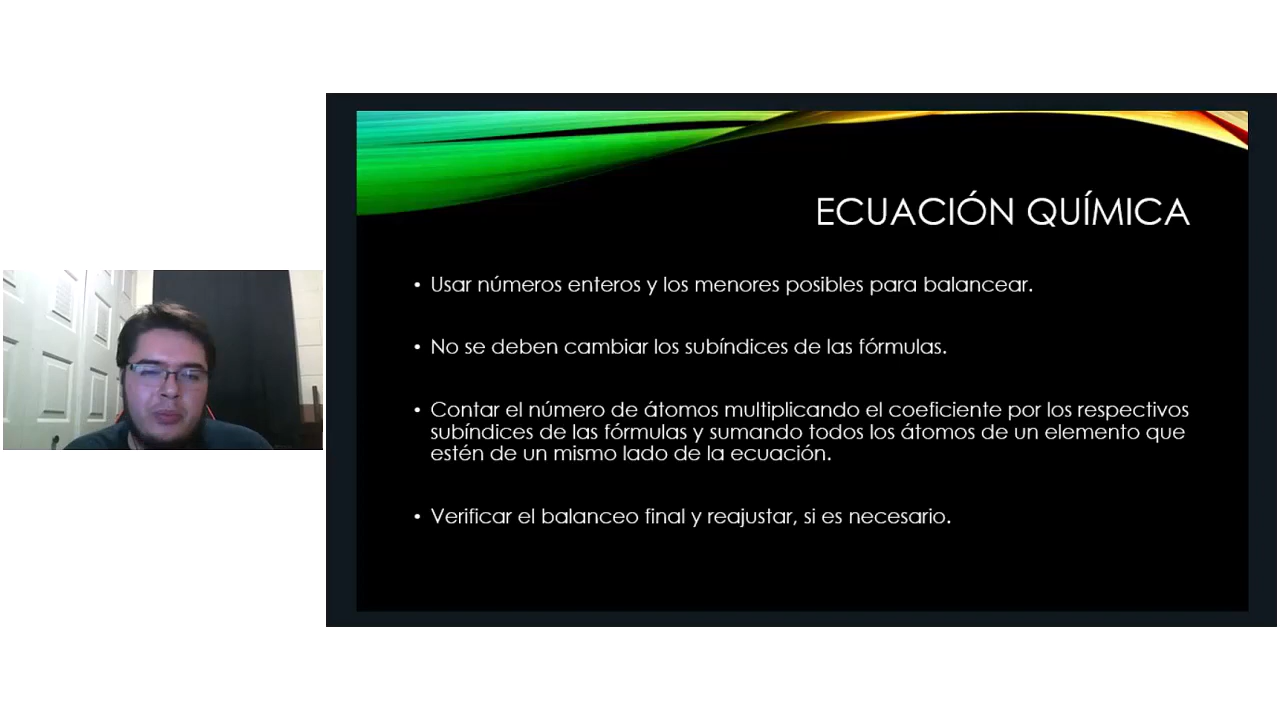 ECUACIÓN QUÍMICA
• Usar números enteros y los menores posibles para balancear.
• No se deben cambiar los subíndices de las fórmulas.
• Contar el número de átomos multiplicando el coeficiente por los respectivos
subíndices de las fórmulas y sumando todos los átomos de un elemento que
estén de un mismo lado de la ecuación.
• Verificar el balanceo final y reajustar, si es necesario.